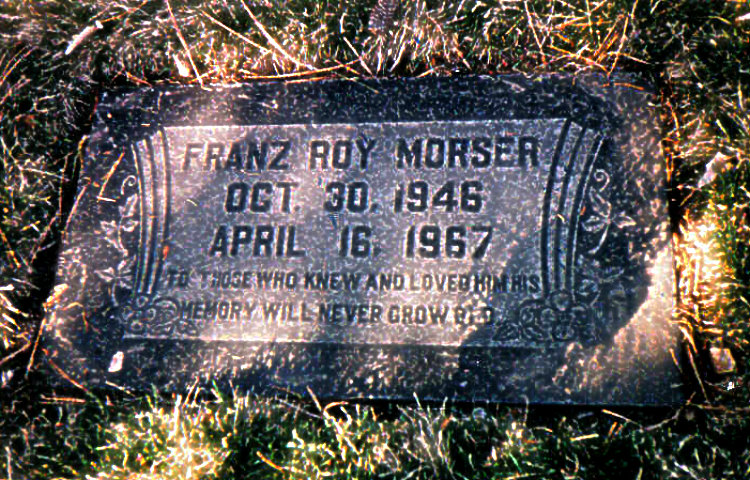 FRANZ ROY MORSER
OCT. 30. 1946
APRIL 16. 1967
TO THOSE WHO KNEW AND LOVED HIM HIS
MEMORY WILL NEVER GROW OLD